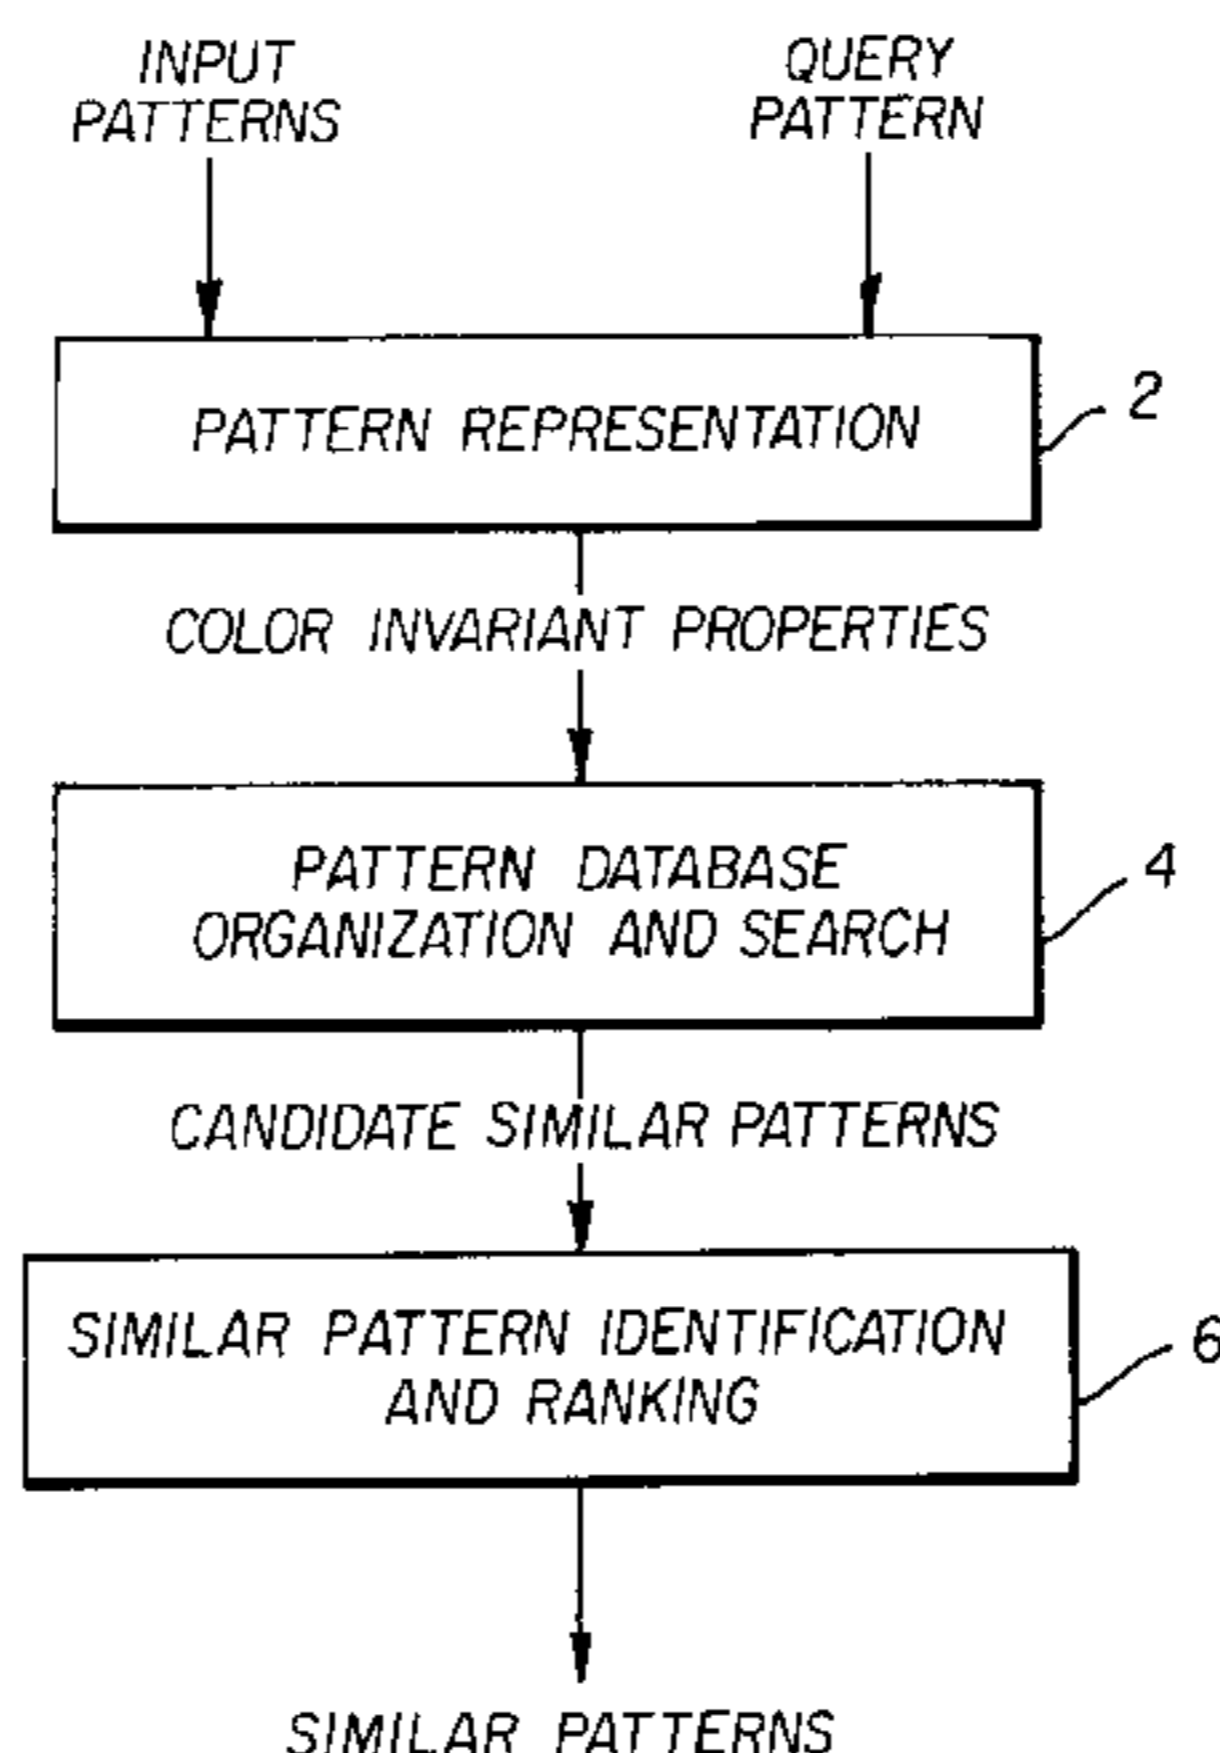 INPUT
PATTERNS
QUERY
PATTERN
PATTERN REPRESENTATION
2
COLOR INVARIANT PROPERTIES
PATTERN DATABASE
ORGANIZATION AND SEARCH
4
CANDIDATE SIMILAR PATTERNS
SIMILAR PATTERN IDENTIFICATION
AND RANKING
6
SIMILAR PATTERNS